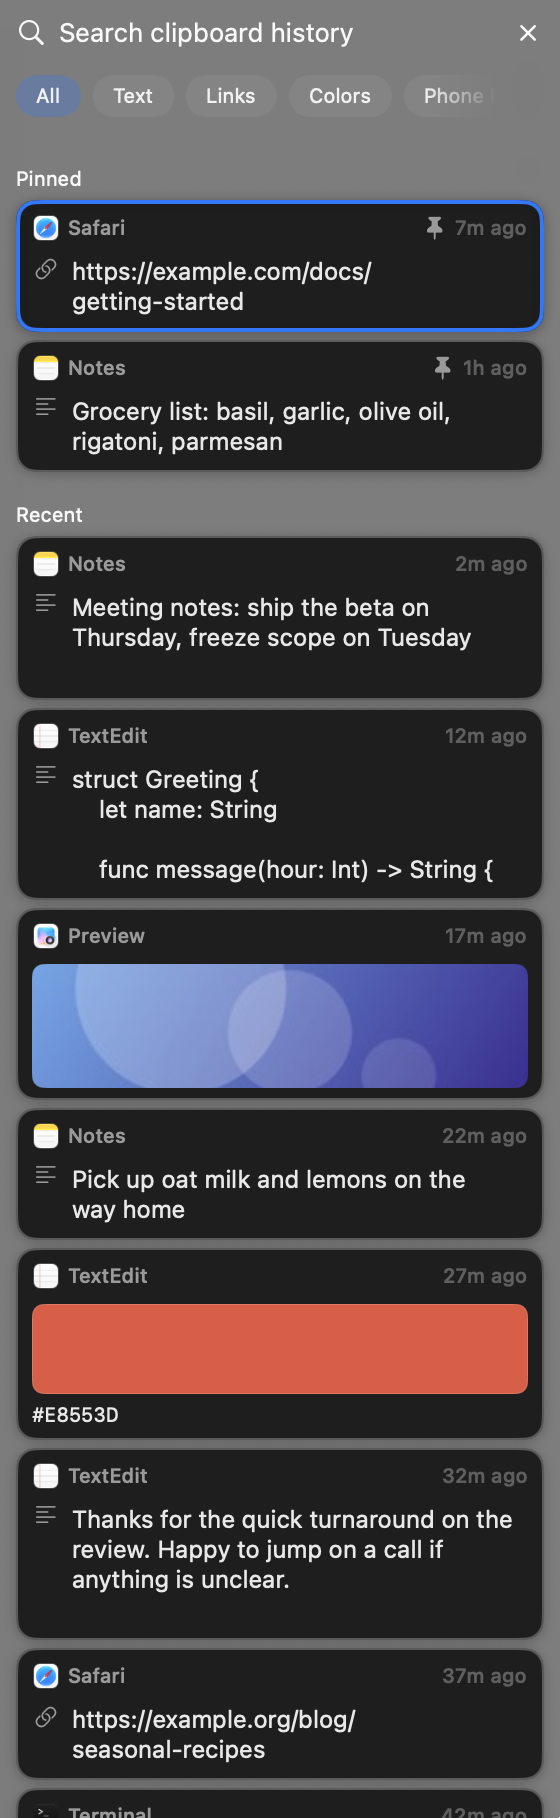 Search clipboard history
All Text Links Colors Phone
Pinned
Safari 7m ago
https://example.com/docs/
getting-started
Notes 1h ago
Grocery list: basil, garlic, olive oil,
rigatoni, parmesan
Recent
Notes 2m ago
Meeting notes: ship the beta on
Thursday, freeze scope on Tuesday
TextEdit 12m ago
struct Greeting {
let name: String
func message(hour: Int) -> String {
Preview 17m ago
Notes 22m ago
Pick up oat milk and lemons on the
way home
TextEdit 27m ago
#E8553D
TextEdit 32m ago
Thanks for the quick turnaround on the
review. Happy to jump on a call if
anything is unclear.
Safari 37m ago
https://example.org/blog/
seasonal-recipes
Terminal 42m ago